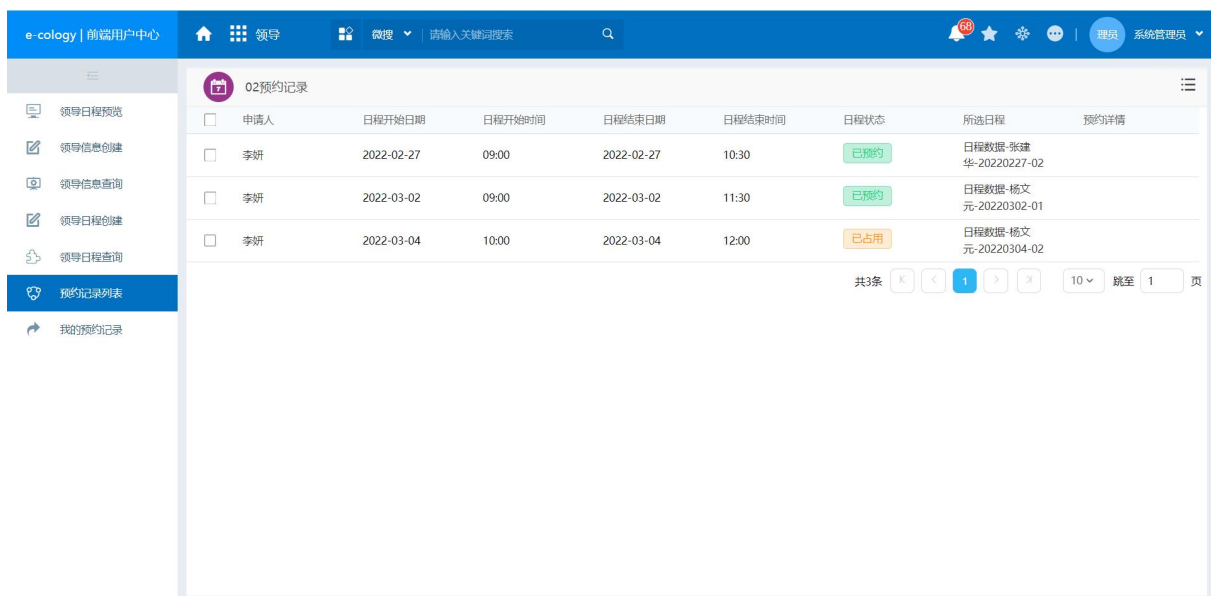 e-cology | 前端用户中心 领导 微搜 请输入关键词搜索 68 理员 系统管理员
02预约记录
领导日程预览
领导信息创建
领导信息查询
领导日程创建
领导日程查询
预约记录列表
我的预约记录
申请人 日程开始日期 日程开始时间 日程结束日期 日程结束时间 日程状态 所选日程 预约详情
李妍 2022-02-27 09:00 2022-02-27 10:30 已预约 日程数据-张建
华-20220227-02
李妍 2022-03-02 09:00 2022-03-02 11:30 已预约 日程数据-杨文
元-20220302-01
李妍 2022-03-04 10:00 2022-03-04 12:00 已占用 日程数据-杨文
元-20220304-02
共3条 1 10 跳至 1 页